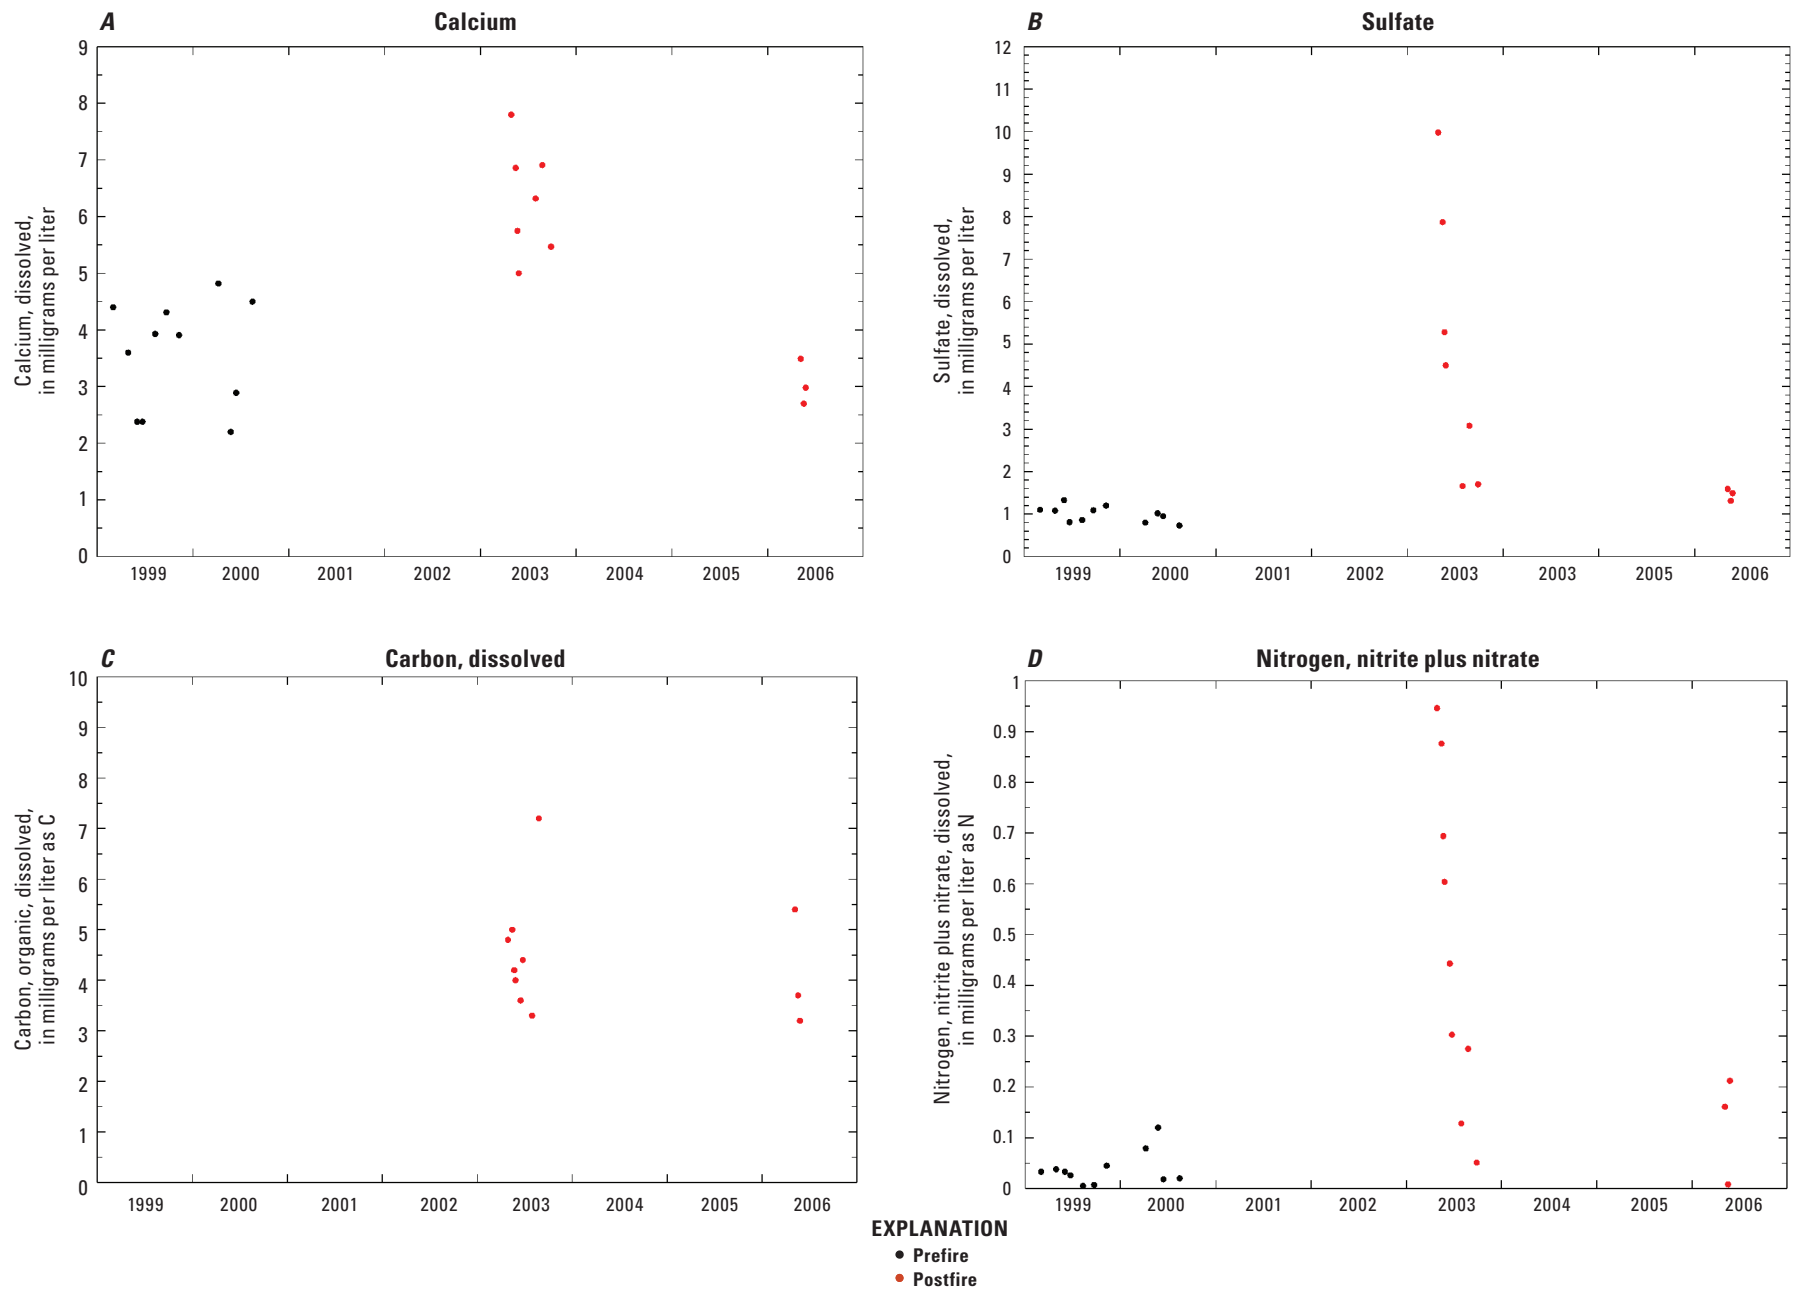 A Calcium
Calcium, dissolved,
in milligrams per liter
9
8
7
6
5
4
3
2
1
0
1999 2000 2001 2002 2003 2004 2005 2006
B Sulfate
Sulfate, dissolved,
in milligrams per liter
12
11
10
9
8
7
6
5
4
3
2
1
0
1999 2000 2001 2002 2003 2003 2005 2006
C Carbon, dissolved
Carbon, organic, dissolved,
in milligrams per liter as C
10
9
8
7
6
5
4
3
2
1
0
1999 2000 2001 2002 2003 2004 2005 2006
D Nitrogen, nitrite plus nitrate
Nitrogen, nitrite plus nitrate, dissolved,
in milligrams per liter as N
1
0.9
0.8
0.7
0.6
0.5
0.4
0.3
0.2
0.1
0
1999 2000 2001 2002 2003 2004 2005 2006
EXPLANATION
Prefire
Postfire